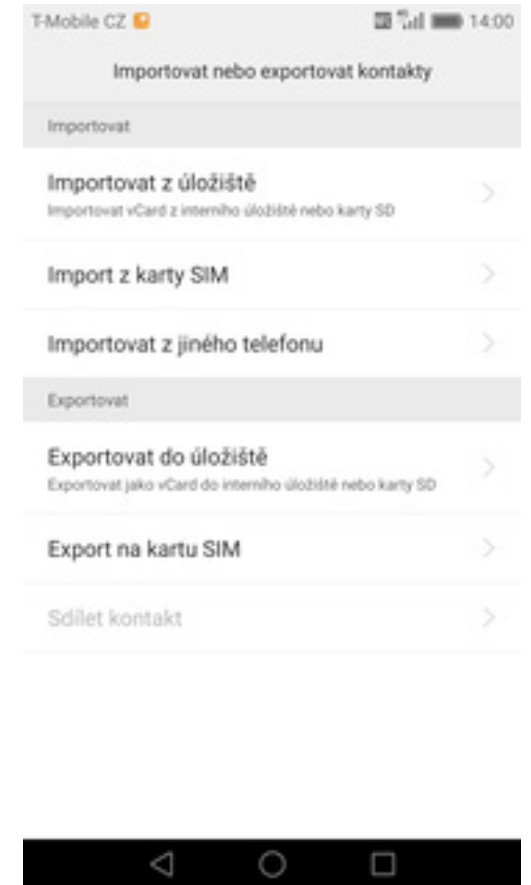 T-Mobile CZ 14:00
Importovat nebo exportovat kontakty
Importovat
Importovat z úložiště
Importovat vCard z interního úložiště nebo karty SD
Import z karty SIM
Importovat z jiného telefonu
Exportovat
Exportovat do úložiště
Exportovat jako vCard do interního úložiště nebo karty SD
Export na kartu SIM
Sdílet kontakt